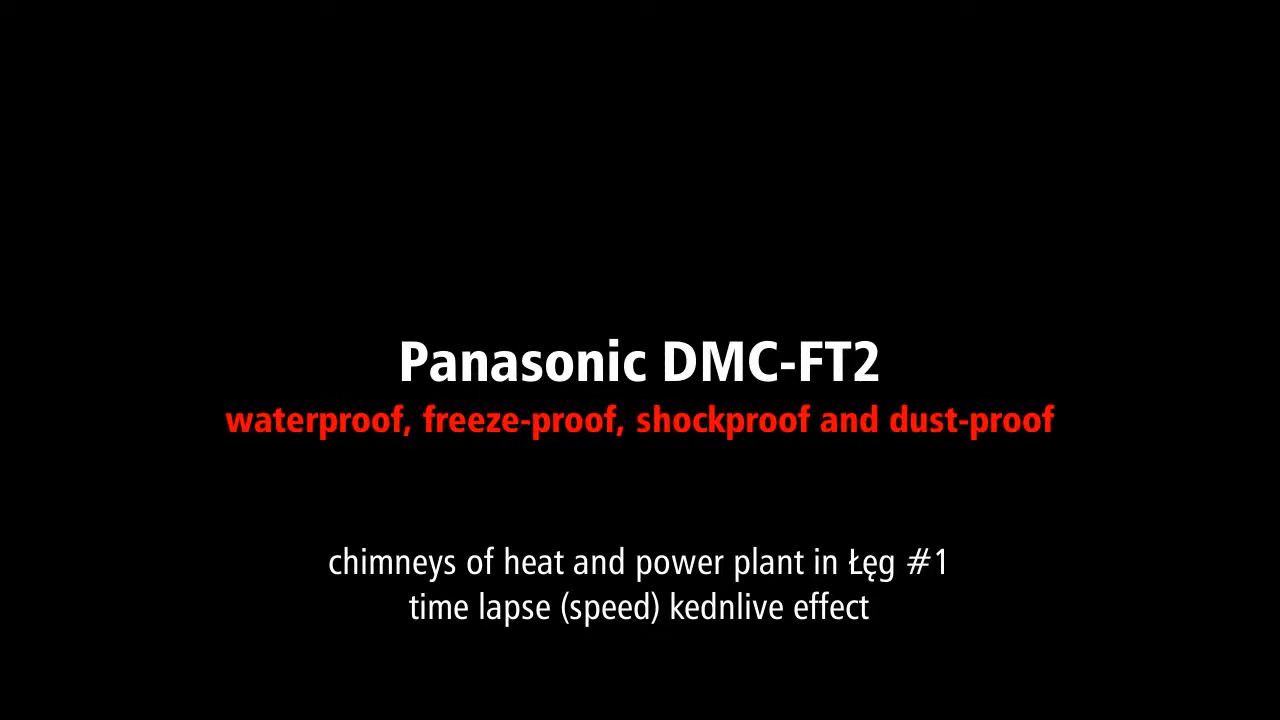 Panasonic DMC-FT2
waterproof, freeze-proof, shockproof and dust-proof
chimneys of heat and power plant in Łęg #1
time lapse (speed) kednlive effect